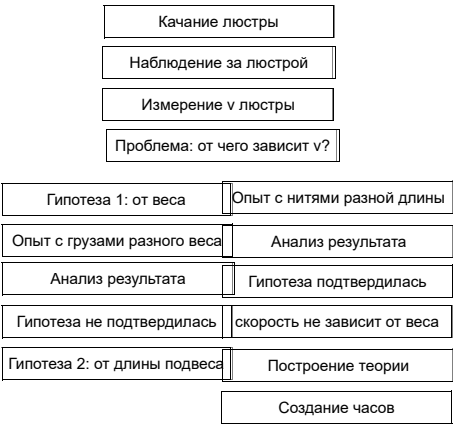 Качание люстры
Наблюдение за люстрой
Измерение v люстры
Проблема: от чего зависит v?
Гипотеза 1: от веса
Опыт с грузами разного веса
Анализ результата
Гипотеза не подтвердилась
Гипотеза 2: от длины подвеса
Опыт с нитями разной длины
Анализ результата
Гипотеза подтвердилась
скорость не зависит от веса
Построение теории
Создание часов